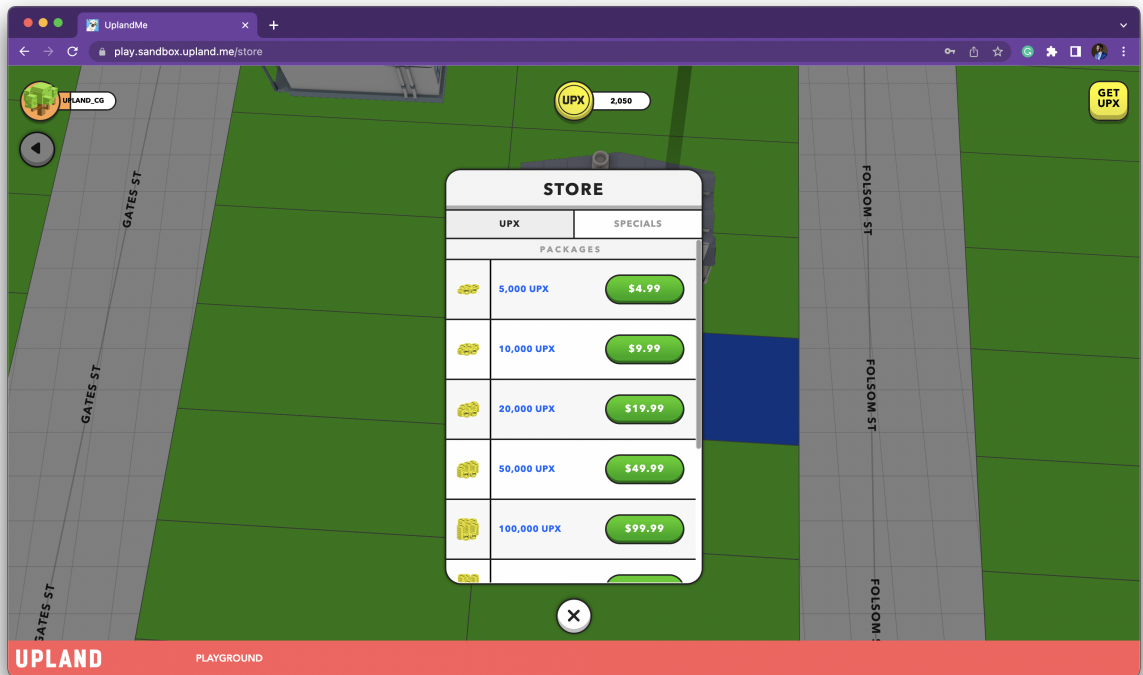 UplandMe
play.sandbox.upland.me/store
UPLAND_CG
UPX
2,050
GET
UPX
STORE
UPX
SPECIALS
PACKAGES
5,000 UPX
$4.99
10,000 UPX
$9.99
20,000 UPX
$19.99
50,000 UPX
$49.99
100,000 UPX
$99.99
GATES ST
GATES ST
GATES ST
FOLSOM ST
FOLSOM ST
FOLSOM S
UPLAND
PLAYGROUND